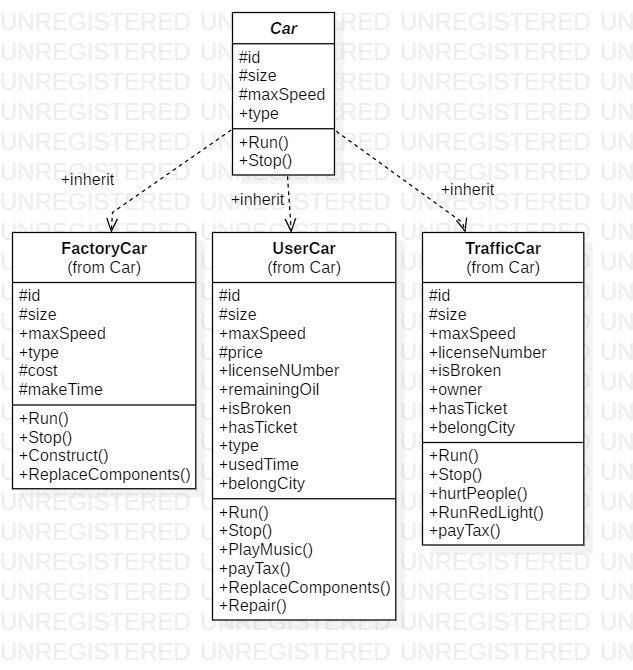 Car
#id
#size
#maxSpeed
+type
+Run()
+Stop()
+inherit
+inherit
+inherit
FactoryCar
(from Car)
#id
#size
+maxSpeed
+type
#cost
#makeTime
+Run()
+Stop()
+Construct()
+ReplaceComponents()
UserCar
(from Car)
#id
#size
+maxSpeed
#price
+licenseNUmber
+remainingOil
+isBroken
+hasTicket
+type
+usedTime
+belongCity
+Run()
+Stop()
+PlayMusic()
+payTax()
+ReplaceComponents()
+Repair()
TrafficCar
(from Car)
#id
#size
+maxSpeed
+licenseNumber
+isBroken
+owner
+hasTicket
+belongCity
+Run()
+Stop()
+hurtPeople()
+RunRedLight()
+payTax()
UNREGISTERED